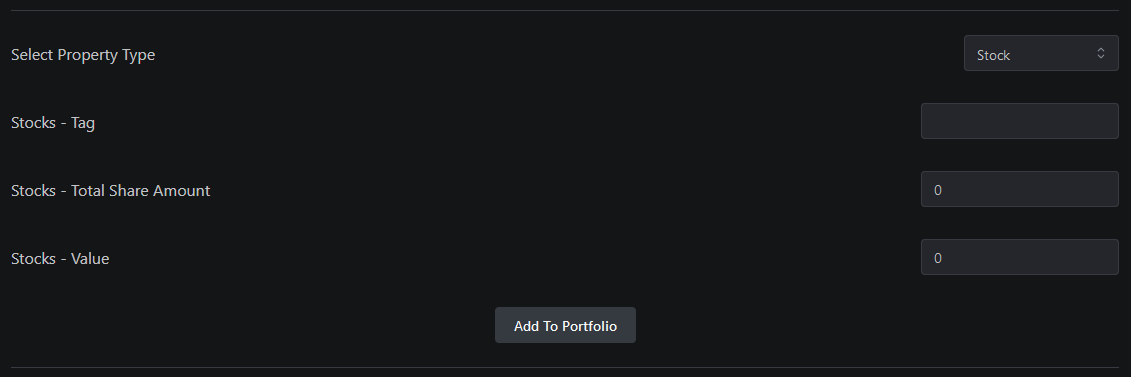 Select Property Type
Stock
Stocks - Tag
Stocks - Total Share Amount
0
Stocks - Value
0
Add To Portfolio